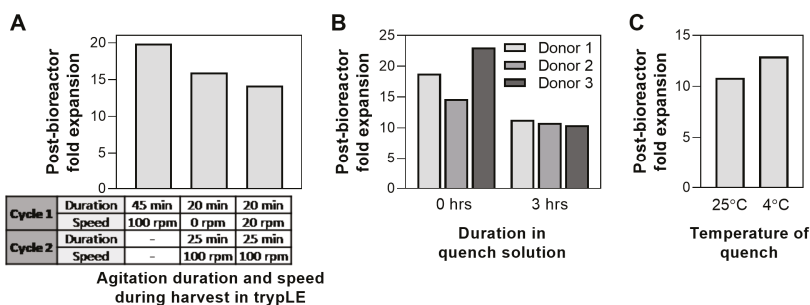 A
Post-bioreactor
fold expansion
20
15
10
5
0
Cycle 1 Duration 45 min 20 min 20 min
Speed 100 rpm 0 rpm 20 rpm
Cycle 2 Duration - 25 min 25 min
Speed - 100 rpm 100 rpm
Agitation duration and speed
during harvest in trypLE
B
Post-bioreactor
fold expansion
25
20
15
10
5
0
Donor 1
Donor 2
Donor 3
0 hrs 3 hrs
Duration in
quench solution
C
Post-bioreactor
fold expansion
15
10
5
0
25°C 4°C
Temperature of
quench